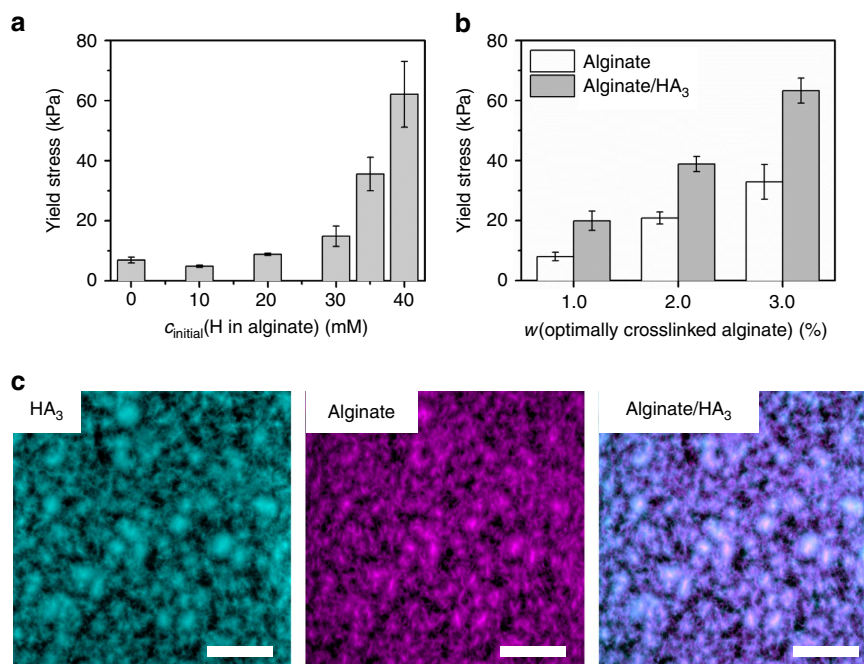 a
80
60
40
20
0
Yield stress (kPa)
0 10 20 30 40
c_initial(H in alginate) (mM)
b
80
60
40
20
0
Yield stress (kPa)
Alginate
Alginate/HA₃
1.0 2.0 3.0
w(optimally crosslinked alginate) (%)
c
HA₃
Alginate
Alginate/HA₃